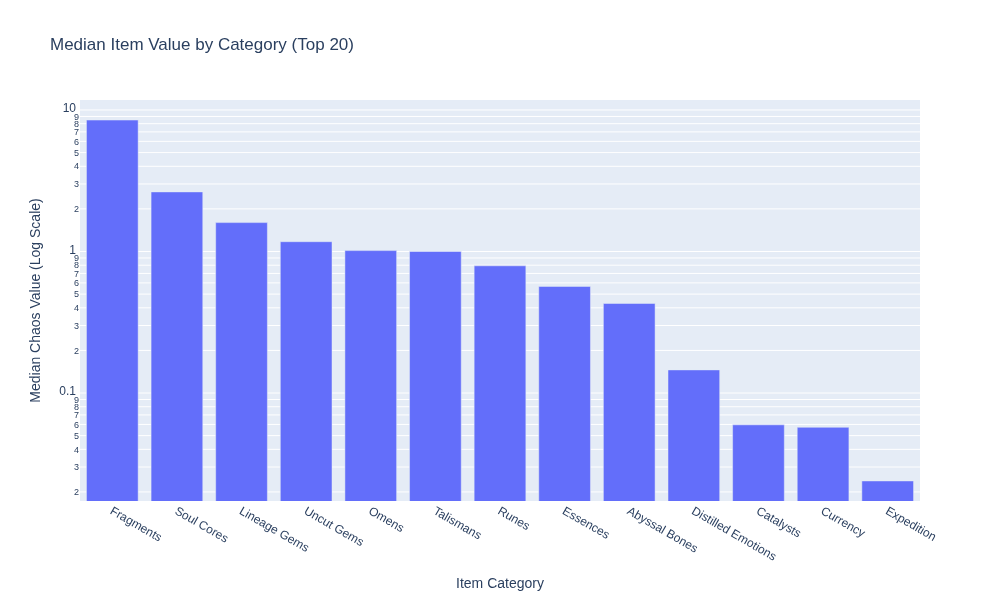 Median Item Value by Category (Top 20)
Median Chaos Value (Log Scale)
10
9
8
7
6
5
4
3
2
1
9
8
7
6
5
4
3
2
0.1
9
8
7
6
5
4
3
2
Fragments
Soul Cores
Lineage Gems
Uncut Gems
Omens
Talismans
Runes
Essences
Abyssal Bones
Distilled Emotions
Catalysts
Currency
Expedition
Item Category